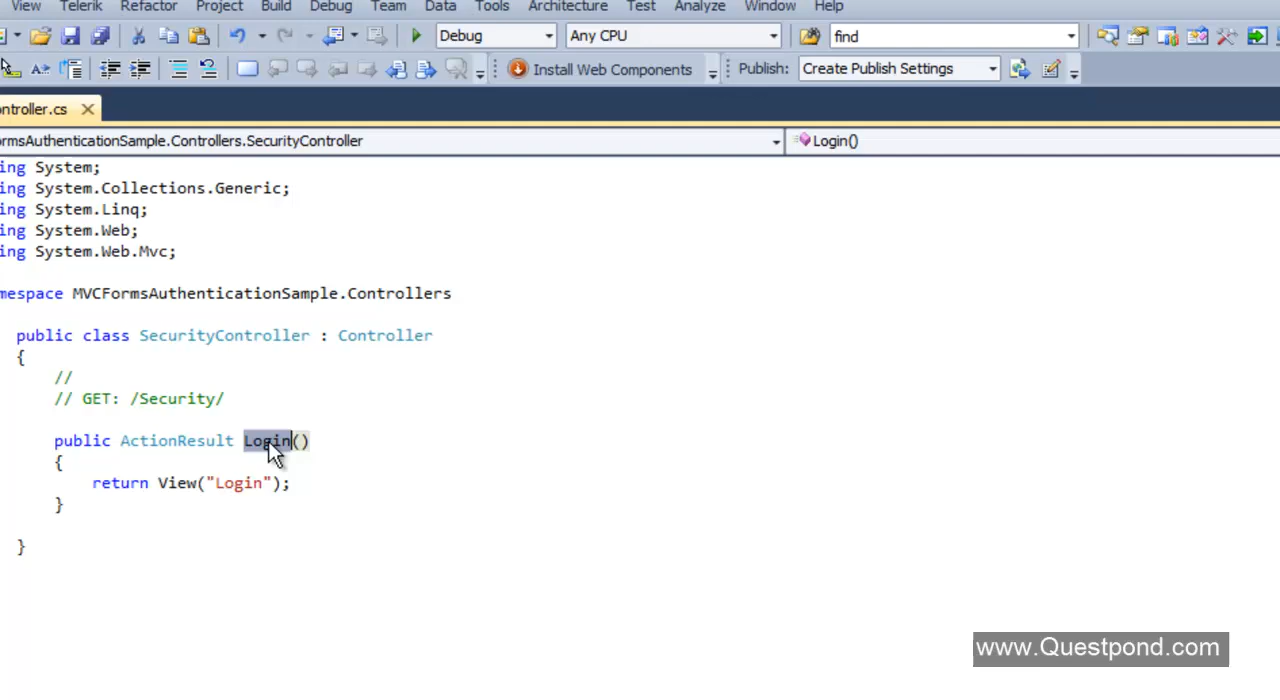 View Telerik Refactor Project Build Debug Team Data Tools Architecture Test Analyze Window Help
Debug Any CPU find
Install Web Components Publish: Create Publish Settings
ontroller.cs
ormsAuthenticationSample.Controllers.SecurityController Login()
ing System;
ing System.Collections.Generic;
ing System.Linq;
ing System.Web;
ing System.Web.Mvc;
mespace MVCFormsAuthenticationSample.Controllers
public class SecurityController : Controller
{
//
// GET: /Security/
public ActionResult Login()
{
return View("Login");
}
}
www.Questpond.com